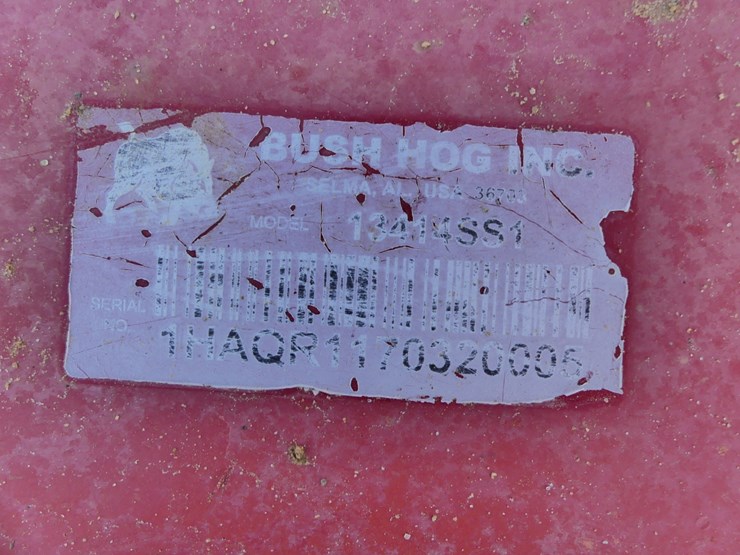 BUSH HOG INC.
SELMA, AL, USA 36703
MODEL 13414SS1
SERIAL
NO. 1HAQR1170320006